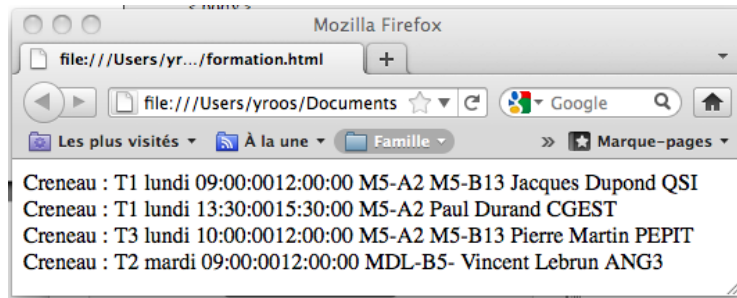 < body >
Mozilla Firefox
file:///Users/yr.../formation.html
file:///Users/yroos/Documents Google
Les plus visités À la une Famille » Marque-pages
Creneau : T1 lundi 09:00:0012:00:00 M5-A2 M5-B13 Jacques Dupond QSI
Creneau : T1 lundi 13:30:0015:30:00 M5-A2 Paul Durand CGEST
Creneau : T3 lundi 10:00:0012:00:00 M5-A2 M5-B13 Pierre Martin PEPIT
Creneau : T2 mardi 09:00:0012:00:00 MDL-B5- Vincent Lebrun ANG3